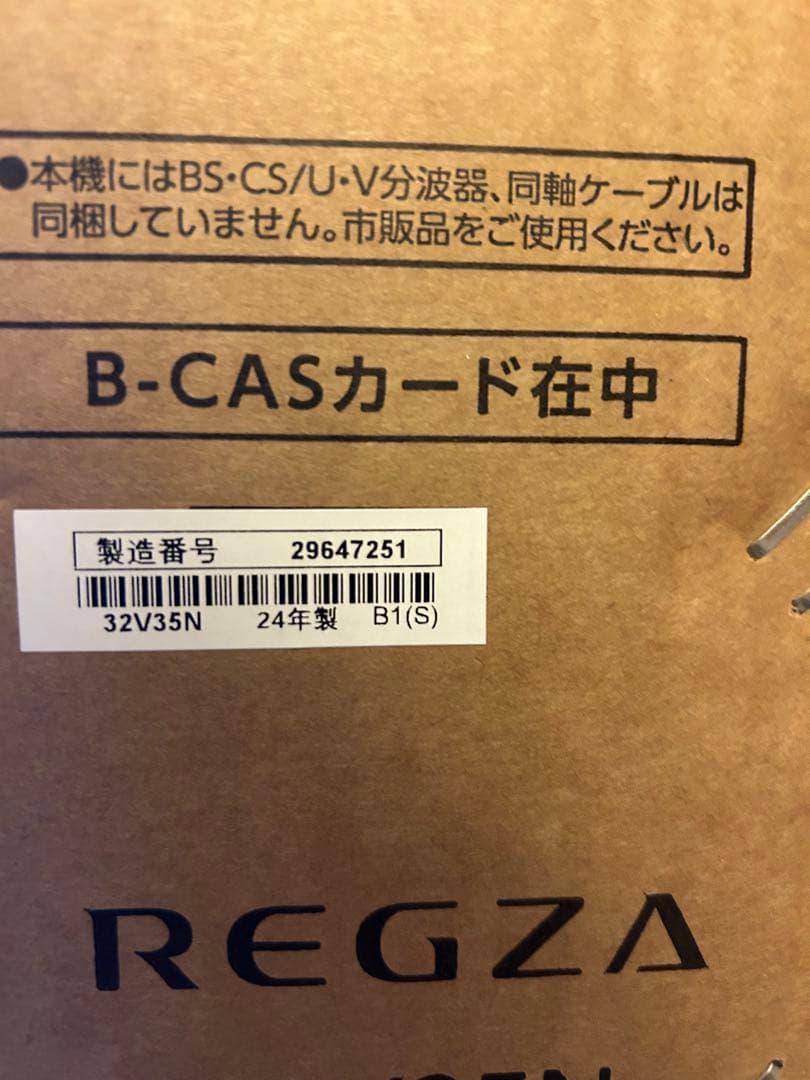 ●本機にはBS・CS/U・V分波器、同軸ケーブルは
同梱していません。市販品をご使用ください。
B-CASカード在中
製造番号 29647251
32V35N 24年製 B1(S)
REGZA